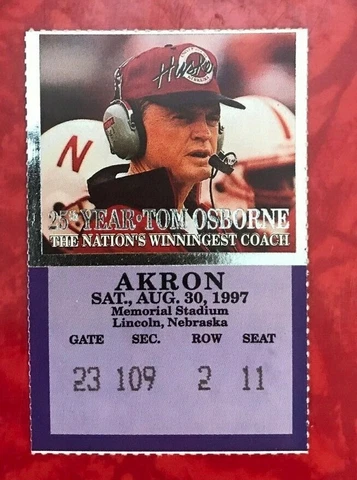 Husker
N
25th YEAR • TOM OSBORNE
THE NATION'S WINNINGEST COACH
AKRON
SAT., AUG. 30, 1997
Memorial Stadium
Lincoln, Nebraska
GATE SEC. ROW SEAT
23 109 2 11